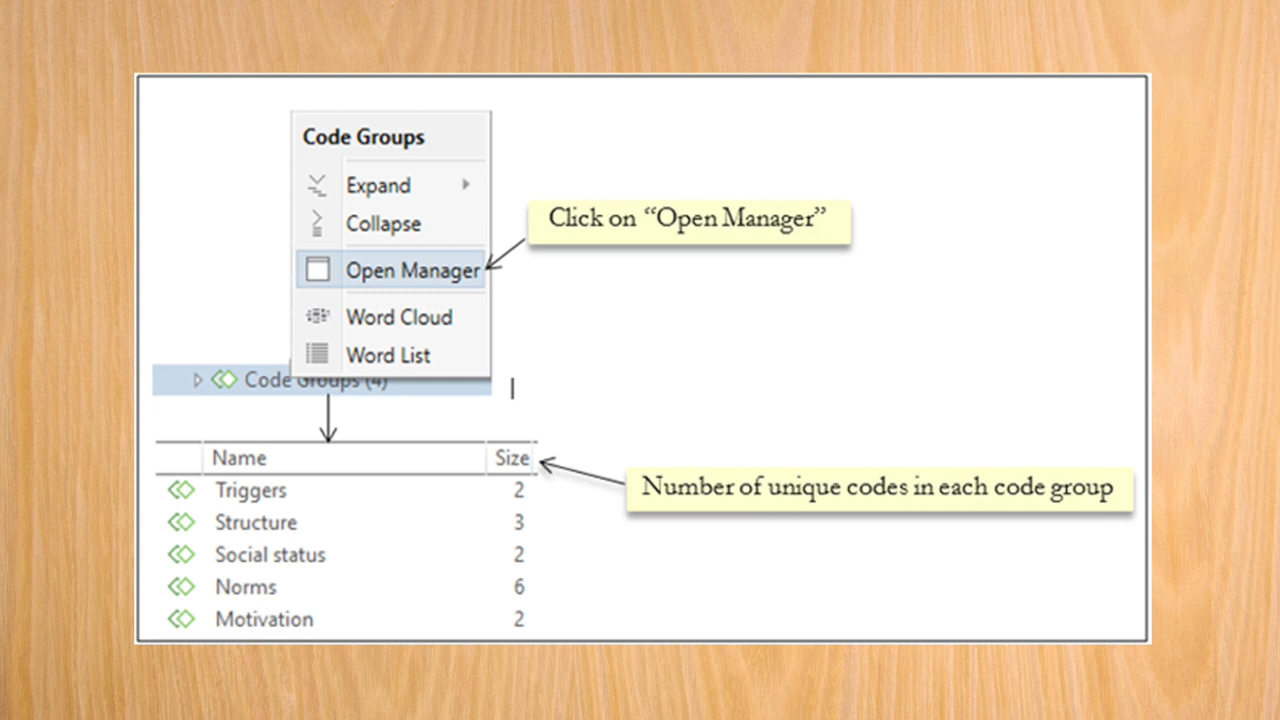 Code Groups
Expand
Collapse
Click on “Open Manager”
Open Manager
Word Cloud
Word List
Code Groups (4)
Name Size
Number of unique codes in each code group
Triggers 2
Structure 3
Social status 2
Norms 6
Motivation 2